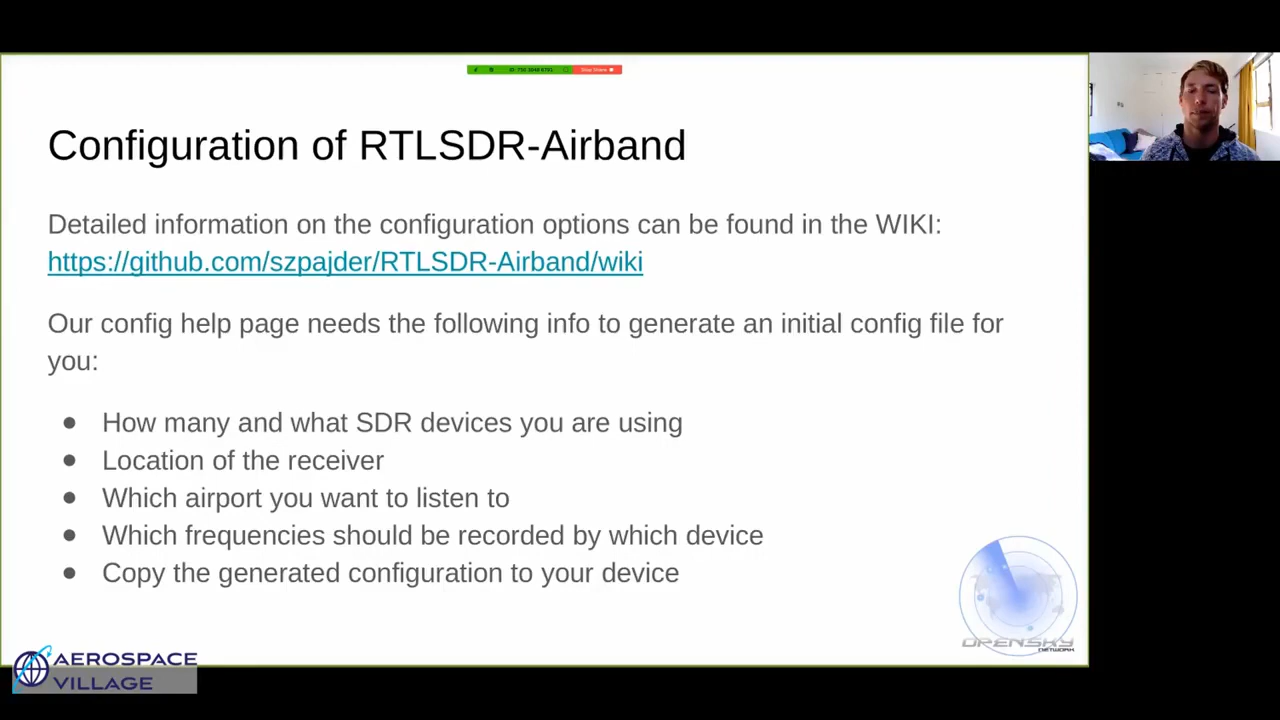 Configuration of RTLSDR-Airband
Detailed information on the configuration options can be found in the WIKI:
https://github.com/szpajder/RTLSDR-Airband/wiki
Our config help page needs the following info to generate an initial config file for
you:
● How many and what SDR devices you are using
● Location of the receiver
● Which airport you want to listen to
● Which frequencies should be recorded by which device
● Copy the generated configuration to your device
OPENSKY
NETWORK
AEROSPACE
VILLAGE